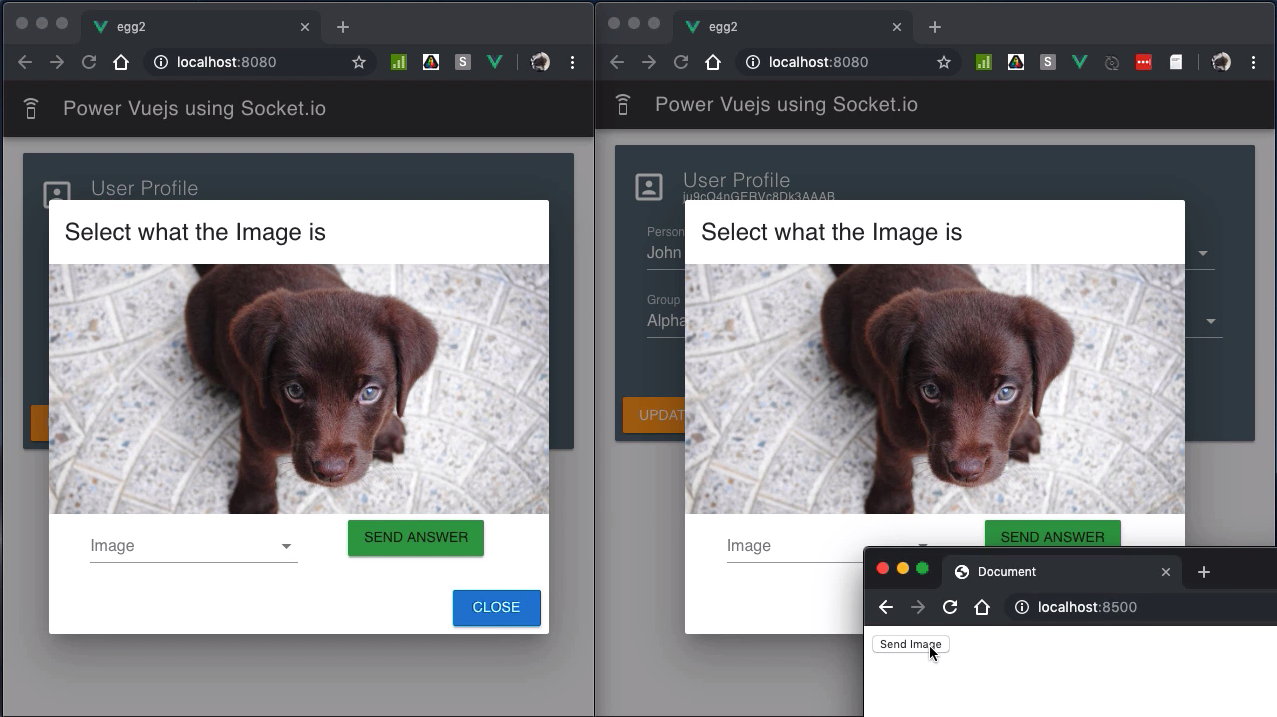 egg2
localhost:8080
S
Power Vuejs using Socket.io
User Profile
Select what the Image is
Image
SEND ANSWER
CLOSE
egg2
localhost:8080
S
Power Vuejs using Socket.io
User Profile
Person
John
Group
Alpha
UPDAT
Select what the Image is
Image
SEND ANSWER
Document
localhost:8500
Send Image